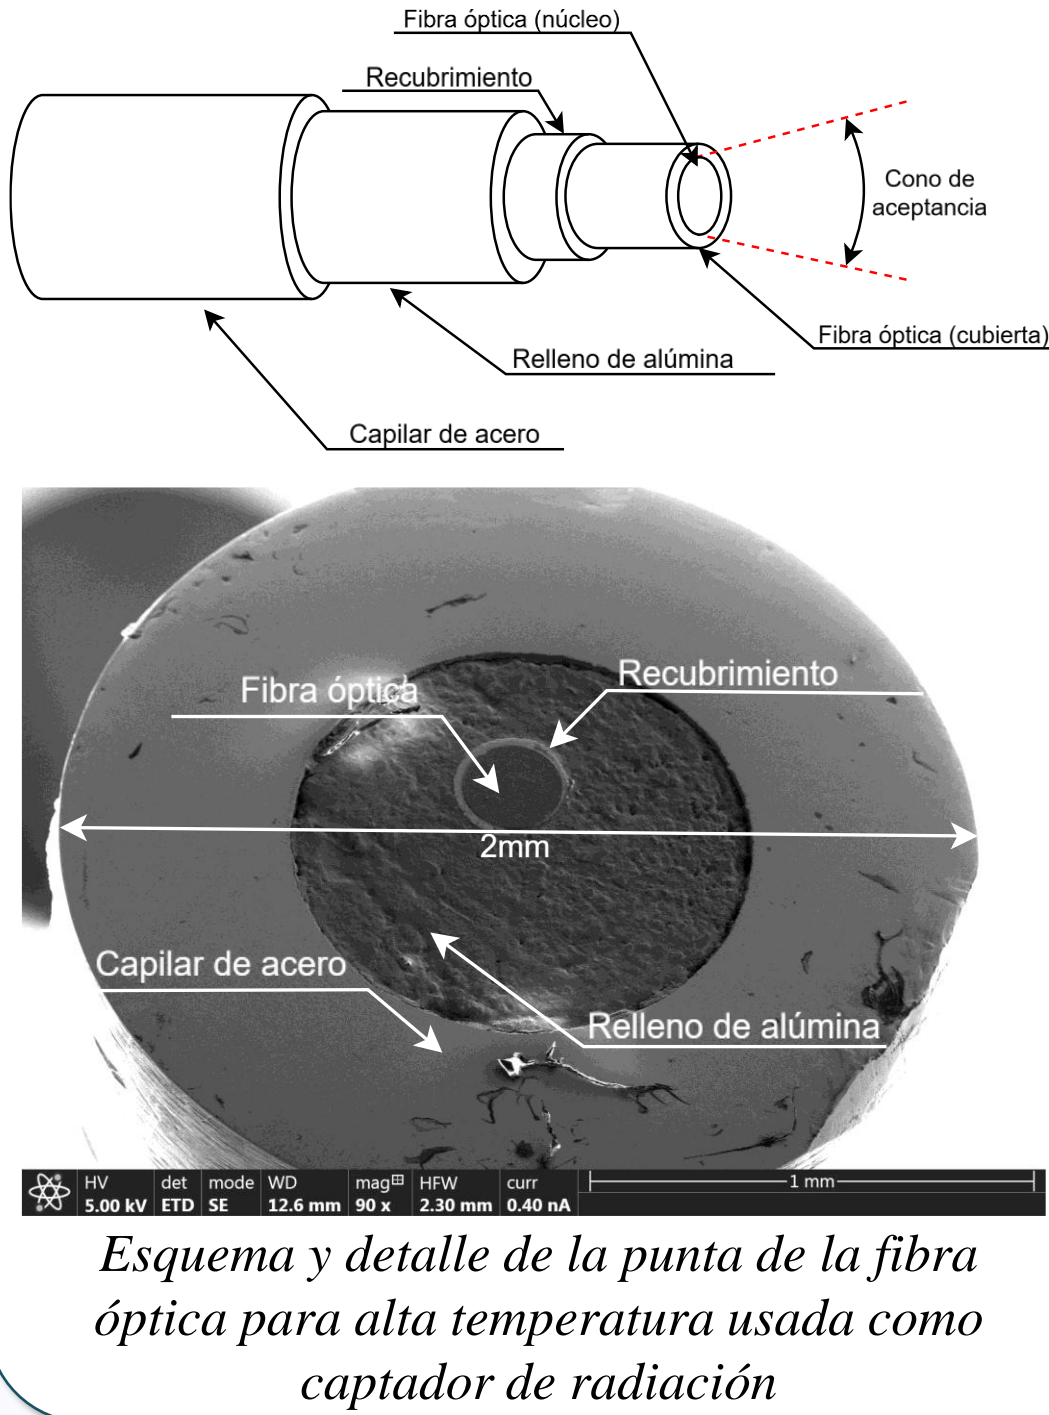 Fibra óptica (núcleo)
Recubrimiento
Cono de
aceptancia
Fibra óptica (cubierta)
Relleno de alúmina
Capilar de acero
Fibra óptica
Recubrimiento
2mm
Capilar de acero
Relleno de alúmina
HV det mode WD mag HFW curr
5.00 kV ETD SE 12.6 mm 90 x 2.30 mm 0.40 nA
1 mm
Esquema y detalle de la punta de la fibra
óptica para alta temperatura usada como
captador de radiación